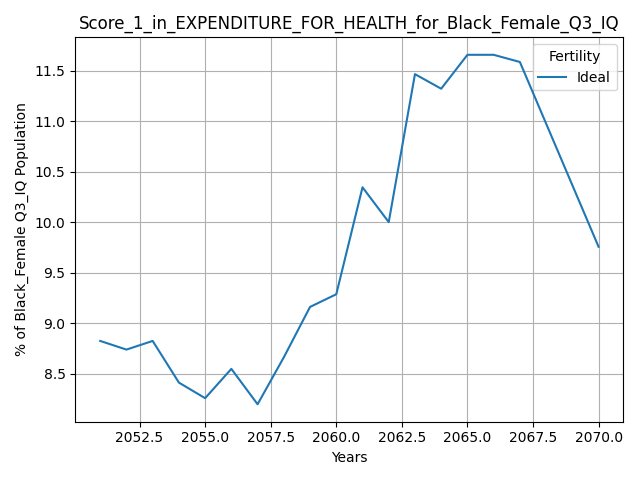 Score_1_in_EXPENDITURE_FOR_HEALTH_for_Black_Female_Q3_IQ
Fertility
Ideal
% of Black_Female Q3_IQ Population
11.5
11.0
10.5
10.0
9.5
9.0
8.5
2052.5 2055.0 2057.5 2060.0 2062.5 2065.0 2067.5 2070.0
Years